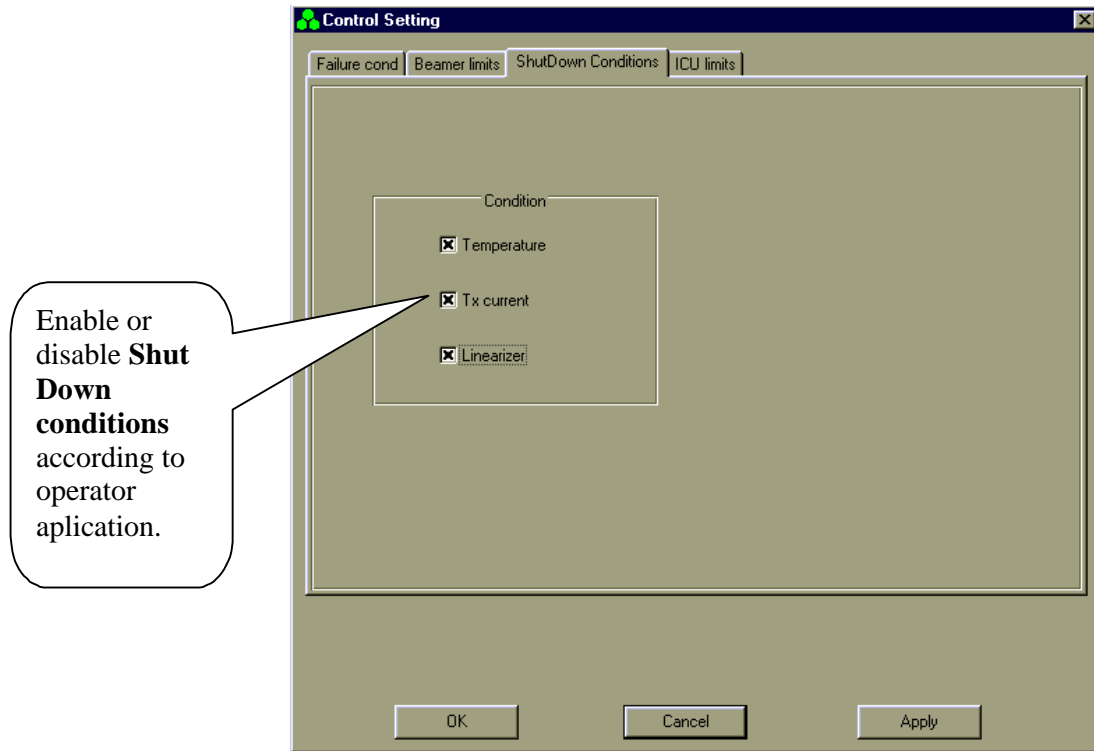 Control Setting
Failure cond
Beamer limits
ShutDown Conditions
ICU limits
Condition
Temperature
Tx current
Linearizer
Enable or
disable Shut
Down
conditions
according to
operator
aplication.
OK
Cancel
Apply